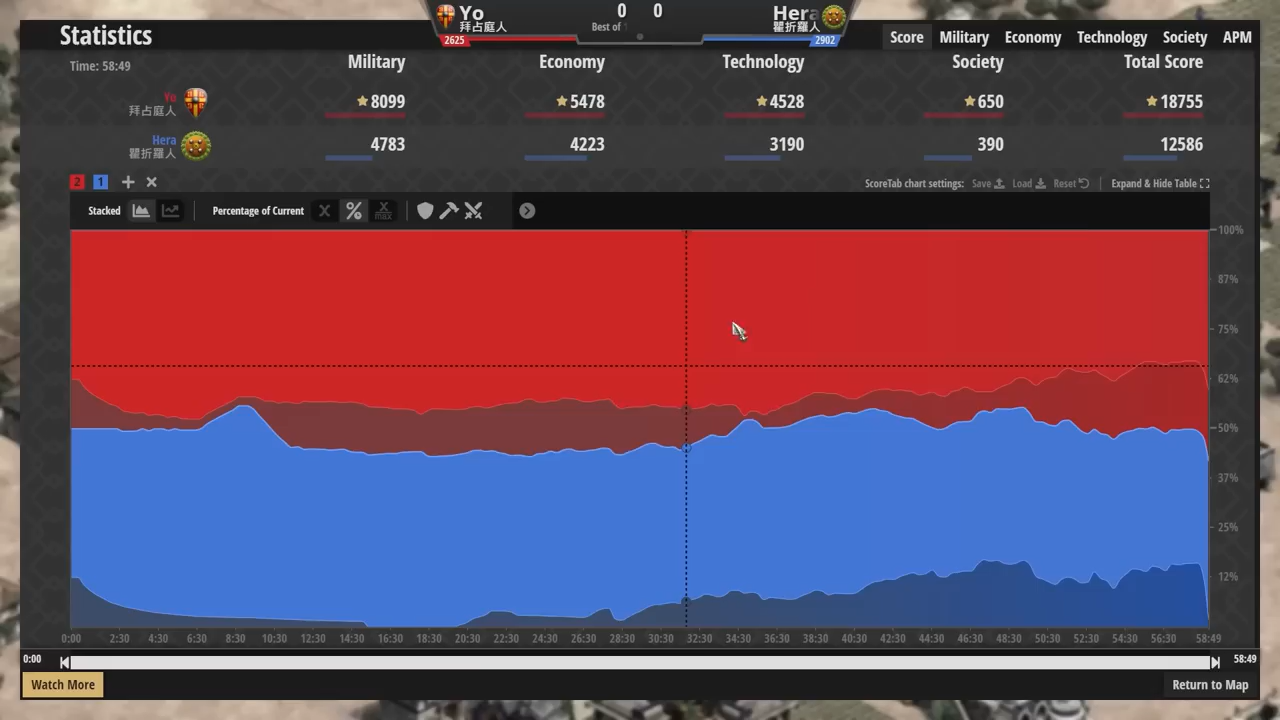 Yo
拜占庭人
2625
0 0
Best of
Hera
瞿折羅人
2902
Statistics
Score Military Economy Technology Society APM
Time: 58:49
Military Economy Technology Society Total Score
Yo
拜占庭人
8099 5478 4528 650 18755
Hera
瞿折羅人
4783 4223 3190 390 12586
2 1
ScoreTab chart settings: Save Load Reset Expand & Hide Table
Stacked Percentage of Current X % X max
100%
87%
75%
62%
50%
37%
25%
12%
0:00 2:30 4:30 6:30 8:30 10:30 12:30 14:30 16:30 18:30 20:30 22:30 24:30 26:30 28:30 30:30 32:30 34:30 36:30 38:30 40:30 42:30 44:30 46:30 48:30 50:30 52:30 54:30 56:30 58:49
0:00 58:49
Watch More Return to Map